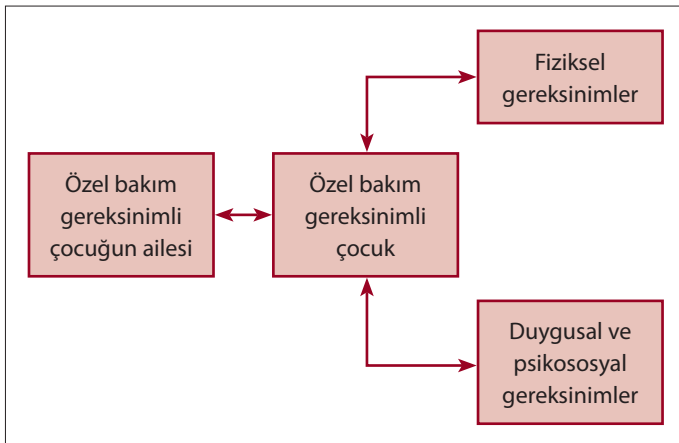 Fiziksel
gereksinimler
Özel bakım
gereksinimli
çocuğun ailesi
Özel bakım
gereksinimli
çocuk
Duygusal ve
psikososyal
gereksinimler